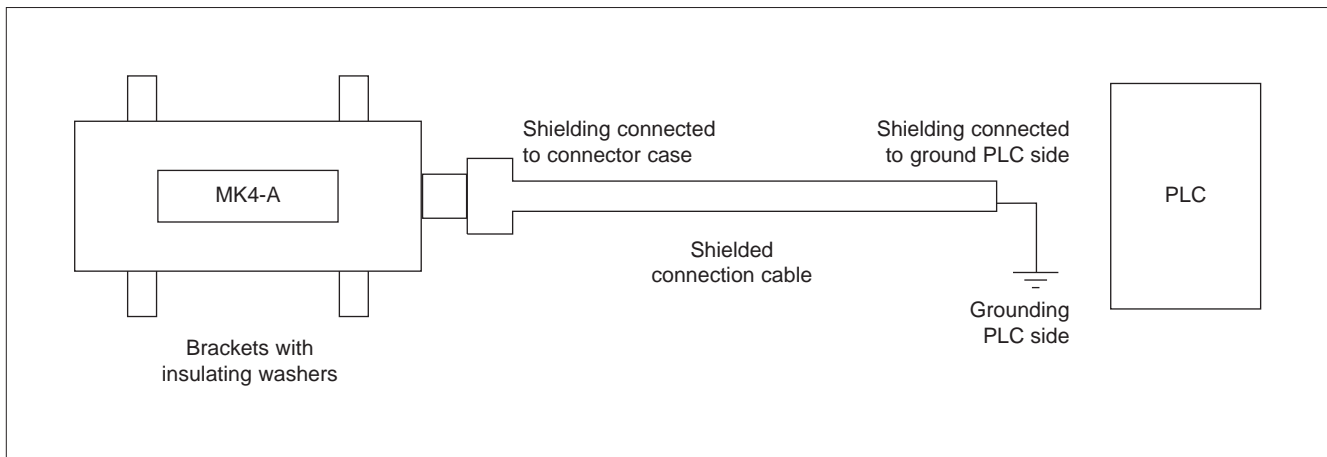 Shielding connected
to connector case
Shielding connected
to ground PLC side
MK4-A
PLC
Shielded
connection cable
Grounding
PLC side
Brackets with
insulating washers